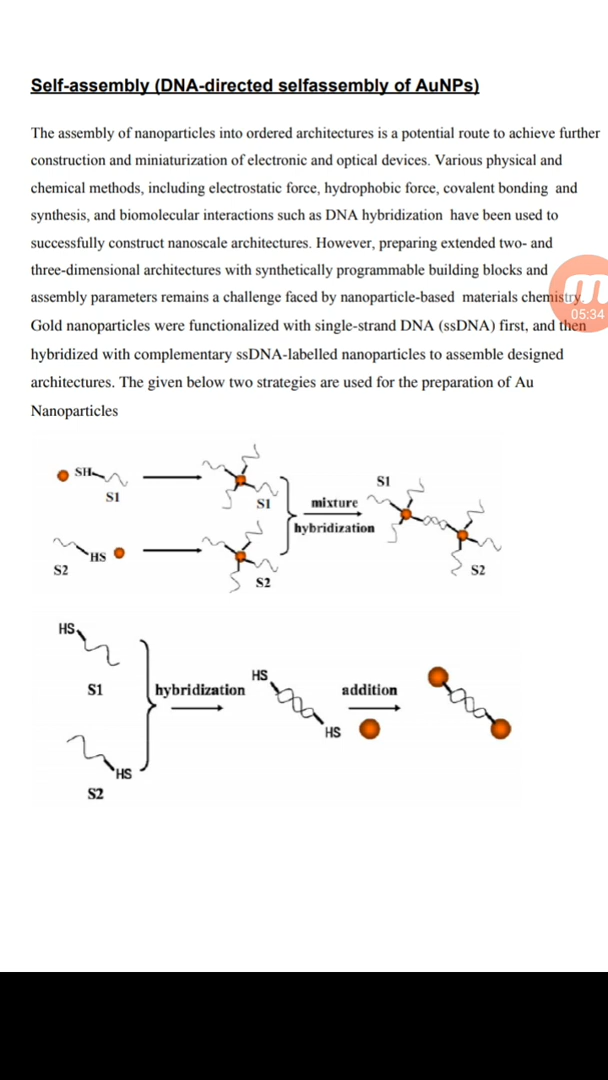 Self-assembly (DNA-directed selfassembly of AuNPs)
The assembly of nanoparticles into ordered architectures is a potential route to achieve further
construction and miniaturization of electronic and optical devices. Various physical and
chemical methods, including electrostatic force, hydrophobic force, covalent bonding and
synthesis, and biomolecular interactions such as DNA hybridization have been used to
successfully construct nanoscale architectures. However, preparing extended two- and
three-dimensional architectures with synthetically programmable building blocks and
assembly parameters remains a challenge faced by nanoparticle-based materials chemistry.
05:34
Gold nanoparticles were functionalized with single-strand DNA (ssDNA) first, and then
hybridized with complementary ssDNA-labelled nanoparticles to assemble designed
architectures. The given below two strategies are used for the preparation of Au
Nanoparticles
SH
S1
S1
mixture
hybridization
S1
HS
S2
S2
S2
HS
S1
hybridization
HS
HS
addition
HS
S2